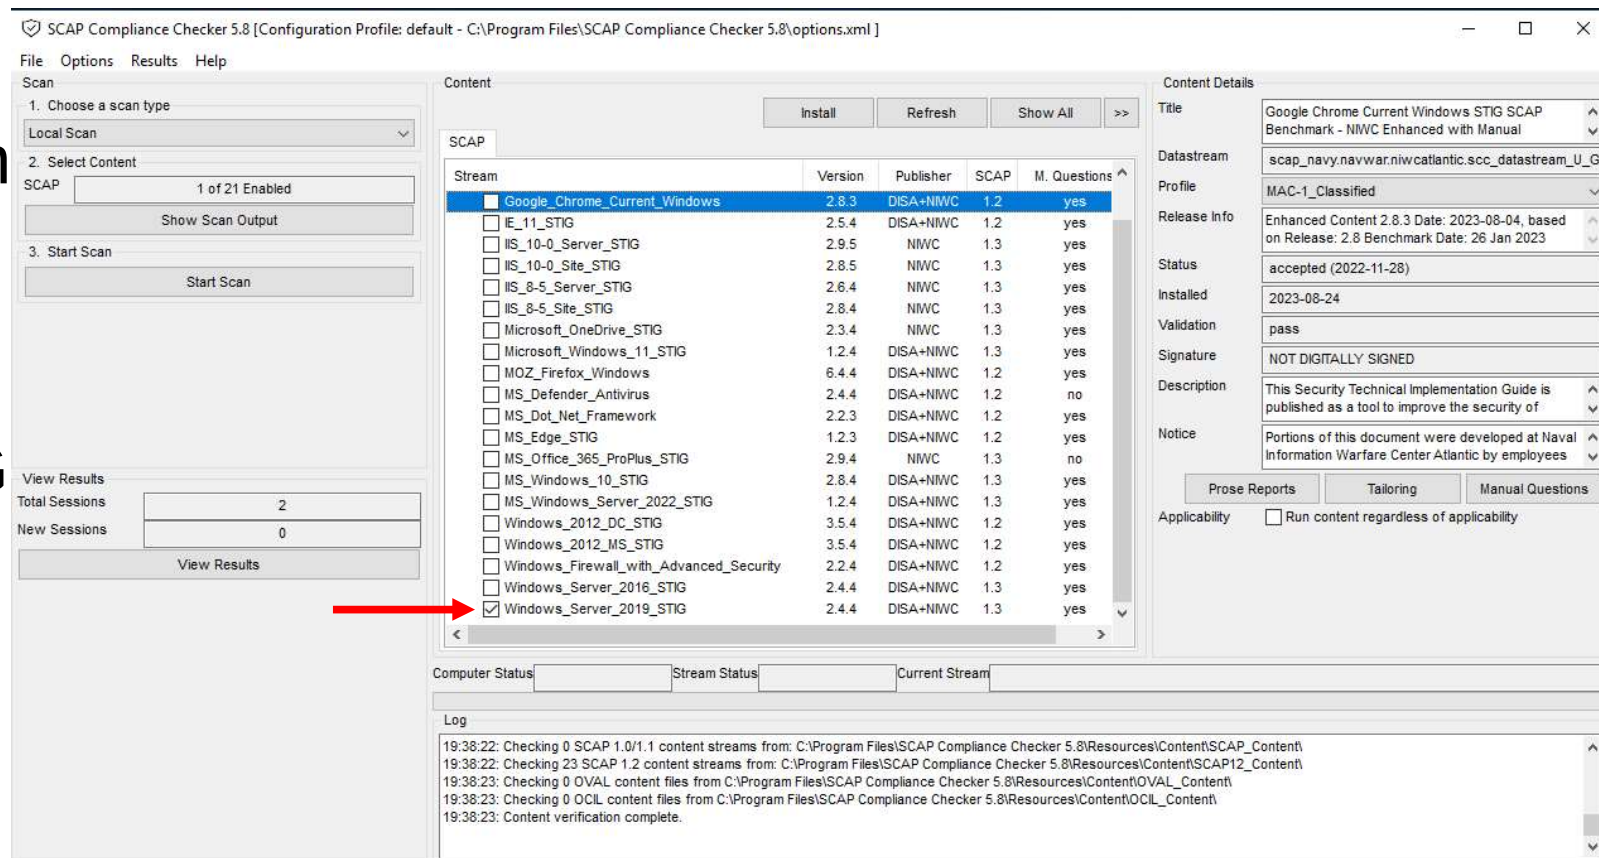 SCAP Compliance Checker 5.8 [Configuration Profile: default - C:\Program Files\SCAP Compliance Checker 5.8\options.xml ]
File Options Results Help
Scan
1. Choose a scan type
Local Scan
2. Select Content
SCAP 1 of 21 Enabled
Show Scan Output
3. Start Scan
Start Scan
View Results
Total Sessions 2
New Sessions 0
View Results
Content
Install Refresh Show All >>
SCAP
Stream Version Publisher SCAP M. Questions
Google_Chrome_Current_Windows 2.8.3 DISA+NIWC 1.2 yes
IE_11_STIG 2.5.4 DISA+NIWC 1.2 yes
IIS_10-0_Server_STIG 2.9.5 NIWC 1.3 yes
IIS_10-0_Site_STIG 2.8.5 NIWC 1.3 yes
IIS_8-5_Server_STIG 2.6.4 NIWC 1.3 yes
IIS_8-5_Site_STIG 2.8.4 NIWC 1.3 yes
Microsoft_OneDrive_STIG 2.3.4 NIWC 1.3 yes
Microsoft_Windows_11_STIG 1.2.4 DISA+NIWC 1.3 yes
MOZ_Firefox_Windows 6.4.4 DISA+NIWC 1.2 yes
MS_Defender_Antivirus 2.4.4 DISA+NIWC 1.2 no
MS_Dot_Net_Framework 2.2.3 DISA+NIWC 1.2 yes
MS_Edge_STIG 1.2.3 DISA+NIWC 1.2 yes
MS_Office_365_ProPlus_STIG 2.9.4 NIWC 1.3 no
MS_Windows_10_STIG 2.8.4 DISA+NIWC 1.3 yes
MS_Windows_Server_2022_STIG 1.2.4 DISA+NIWC 1.3 yes
Windows_2012_DC_STIG 3.5.4 DISA+NIWC 1.2 yes
Windows_2012_MS_STIG 3.5.4 DISA+NIWC 1.2 yes
Windows_Firewall_with_Advanced_Security 2.2.4 DISA+NIWC 1.2 yes
Windows_Server_2016_STIG 2.4.4 DISA+NIWC 1.3 yes
Windows_Server_2019_STIG 2.4.4 DISA+NIWC 1.3 yes
Content Details
Title Google Chrome Current Windows STIG SCAP
Benchmark - NIWC Enhanced with Manual
Datastream scap_navy.navwar.niwcatlantic.scc_datastream_U_G
Profile MAC-1_Classified
Release Info Enhanced Content 2.8.3 Date: 2023-08-04, based
on Release: 2.8 Benchmark Date: 26 Jan 2023
Status accepted (2022-11-28)
Installed 2023-08-24
Validation pass
Signature NOT DIGITALLY SIGNED
Description This Security Technical Implementation Guide is
published as a tool to improve the security of
Notice Portions of this document were developed at Naval
Information Warfare Center Atlantic by employees
Prose Reports Tailoring Manual Questions
Applicability Run content regardless of applicability
Computer Status Stream Status Current Stream
Log
19:38:22: Checking 0 SCAP 1.0/1.1 content streams from: C:\Program Files\SCAP Compliance Checker 5.8\Resources\Content\SCAP_Content\
19:38:22: Checking 23 SCAP 1.2 content streams from: C:\Program Files\SCAP Compliance Checker 5.8\Resources\Content\SCAP12_Content\
19:38:23: Checking 0 OVAL content files from C:\Program Files\SCAP Compliance Checker 5.8\Resources\Content\OVAL_Content\
19:38:23: Checking 0 OCIL content files from C:\Program Files\SCAP Compliance Checker 5.8\Resources\Content\OCIL_Content\
19:38:23: Content verification complete.